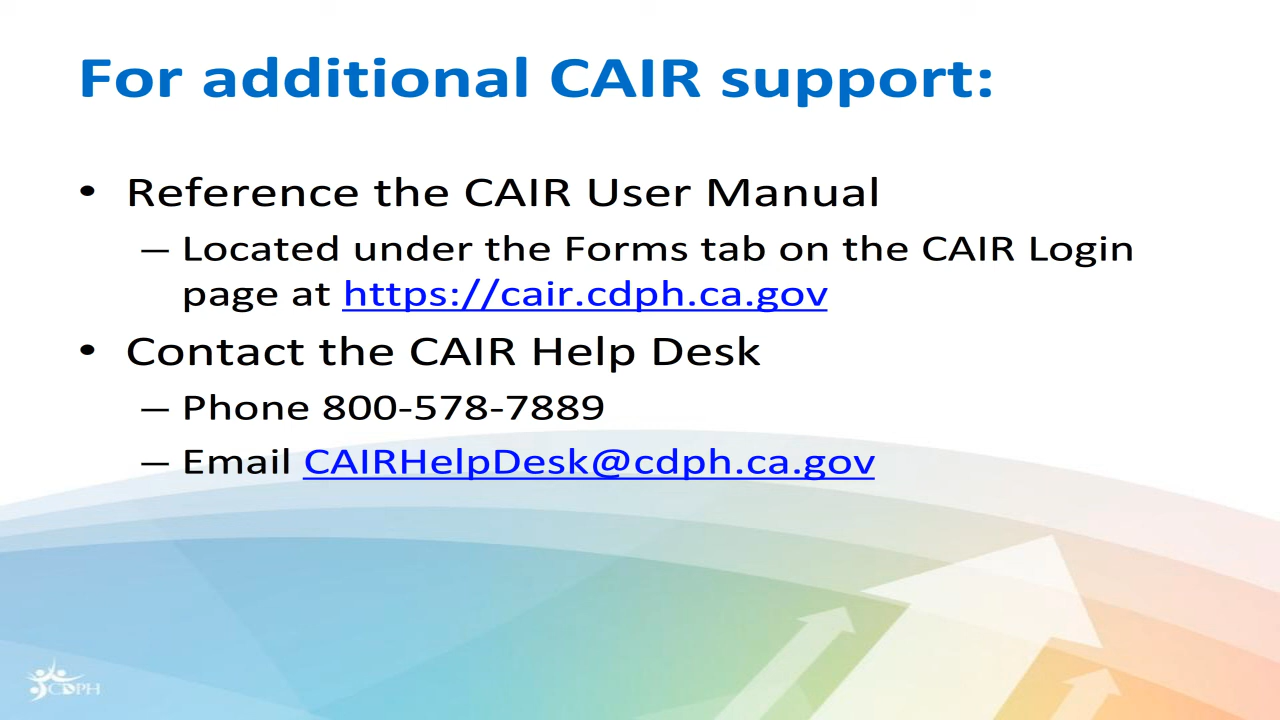 For additional CAIR support:
• Reference the CAIR User Manual
– Located under the Forms tab on the CAIR Login
page at https://cair.cdph.ca.gov
• Contact the CAIR Help Desk
– Phone 800-578-7889
– Email CAIRHelpDesk@cdph.ca.gov
CDPH